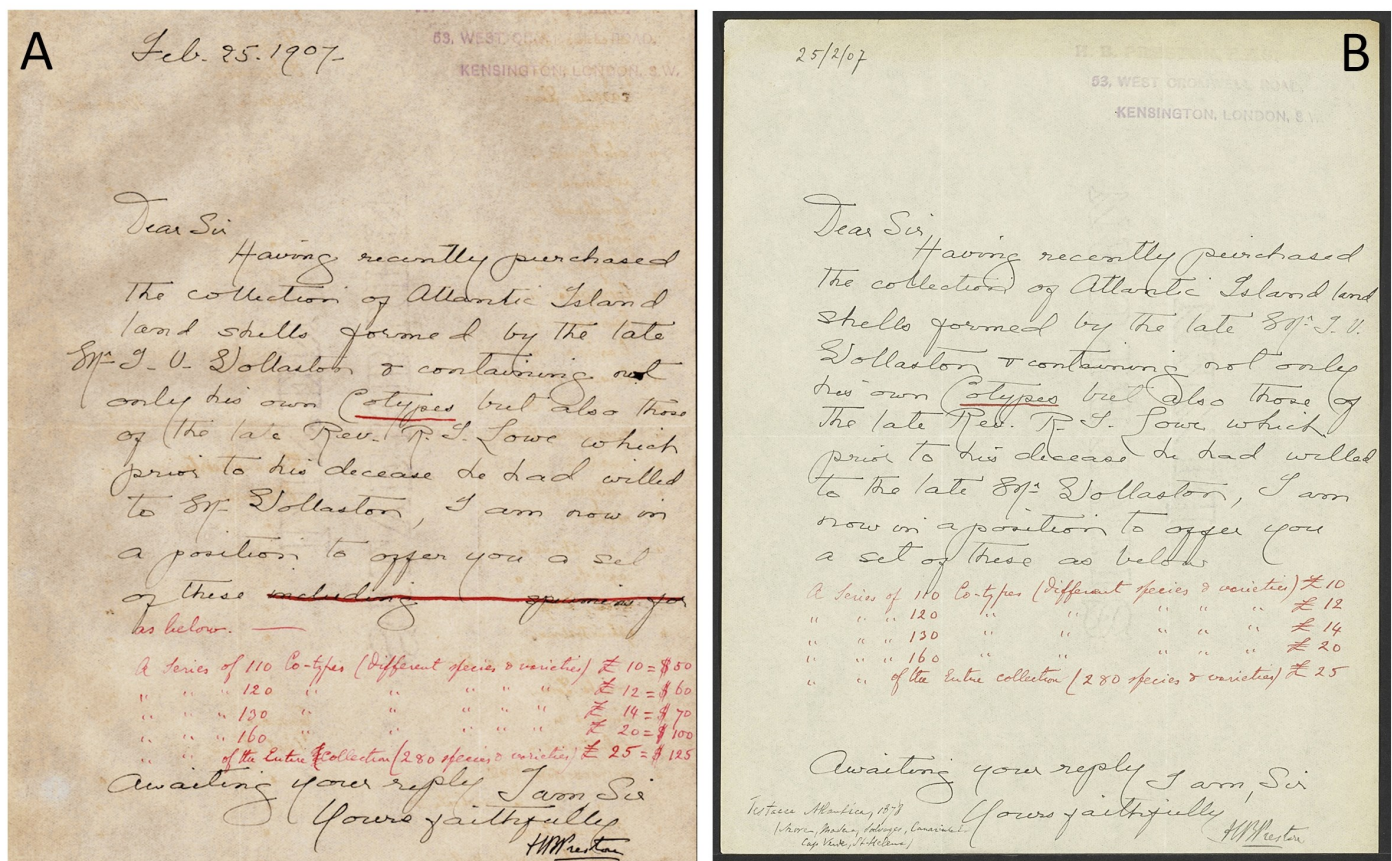 A
Feb. 25. 1907-
53, WEST
KENSINGTON, LONDON, S.W.
Dear Sir
Having recently purchased
the collection of Atlantic Island
land shells formed by the late
Mr. T. V. Wollaston & containing not
only his own Cotypes but also those
of the late Rev. R. T. Lowe which
prior to his decease he had willed
to Mr. Wollaston, I am now in
a position to offer you a set
of these including specimens for
as below. —
A Series of 110 Co-types (Different species & varieties) £ 10 = $ 50
" " " 120 " " " " " £ 12 = $ 60
" " " 130 " " " " " £ 14 = $ 70
" " " 160 " " " " " £ 20 = $ 100
" " of the Entire Collection (280 species & varieties) £ 25 = $ 125
Awaiting your reply I am Sir
Yours faithfully
HBPreston
B
25/2/07
H. B.
53, WEST CROMWELL ROAD,
KENSINGTON, LONDON, S.W.
Dear Sir,
Having recently purchased
the collection of Atlantic Island land
shells formed by the late Mr. T. V.
Wollaston & containing not only
his own Cotypes but also those of
the late Rev. R. T. Lowe which
prior to his decease he had willed
to the late Mr. Wollaston, I am
now in a position to offer you
a set of these as below
A Series of 110 Co-types (Different species & varieties) £ 10
" " " 120 " " " " " £ 12
" " " 130 " " " " " £ 14
" " " 160 " " " " " £ 20
" " of the Entire collection (280 species & varieties) £ 25
Awaiting your reply I am, Sir
Yours faithfully
HBPreston
Testacea Atlantica, 1878
(Azores, Madeira, Salvages, Canaries,
Cape Verde, St Helena)